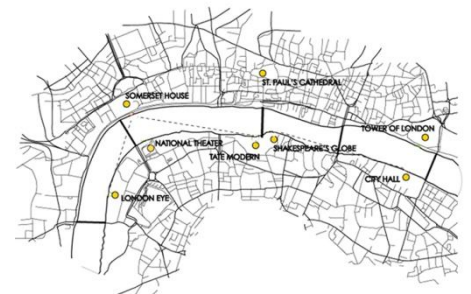 ST. PAUL'S CATHEDRAL
SOMERSET HOUSE
TOWER OF LONDON
NATIONAL THEATER
SHAKESPEARE'S GLOBE
TATE MODERN
CITY HALL
LONDON EYE